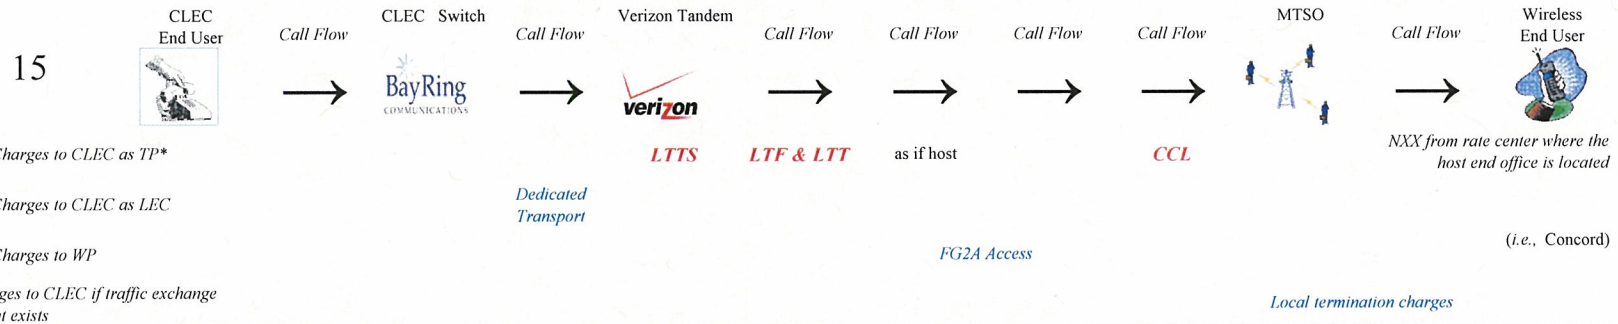 CLEC
End User
Call Flow
CLEC Switch
Call Flow
Verizon Tandem
Call Flow
Call Flow
Call Flow
Call Flow
MTSO
Call Flow
Wireless
End User
15
BayRing
COMMUNICATIONS
verizon
Charges to CLEC as TP*
LTTS
LTF & LTT
as if host
CCL
NXX from rate center where the
host end office is located
Charges to CLEC as LEC
Dedicated
Transport
Charges to WP
FG2A Access
(i.e., Concord)
ges to CLEC if traffic exchange
t exists
Local termination charges